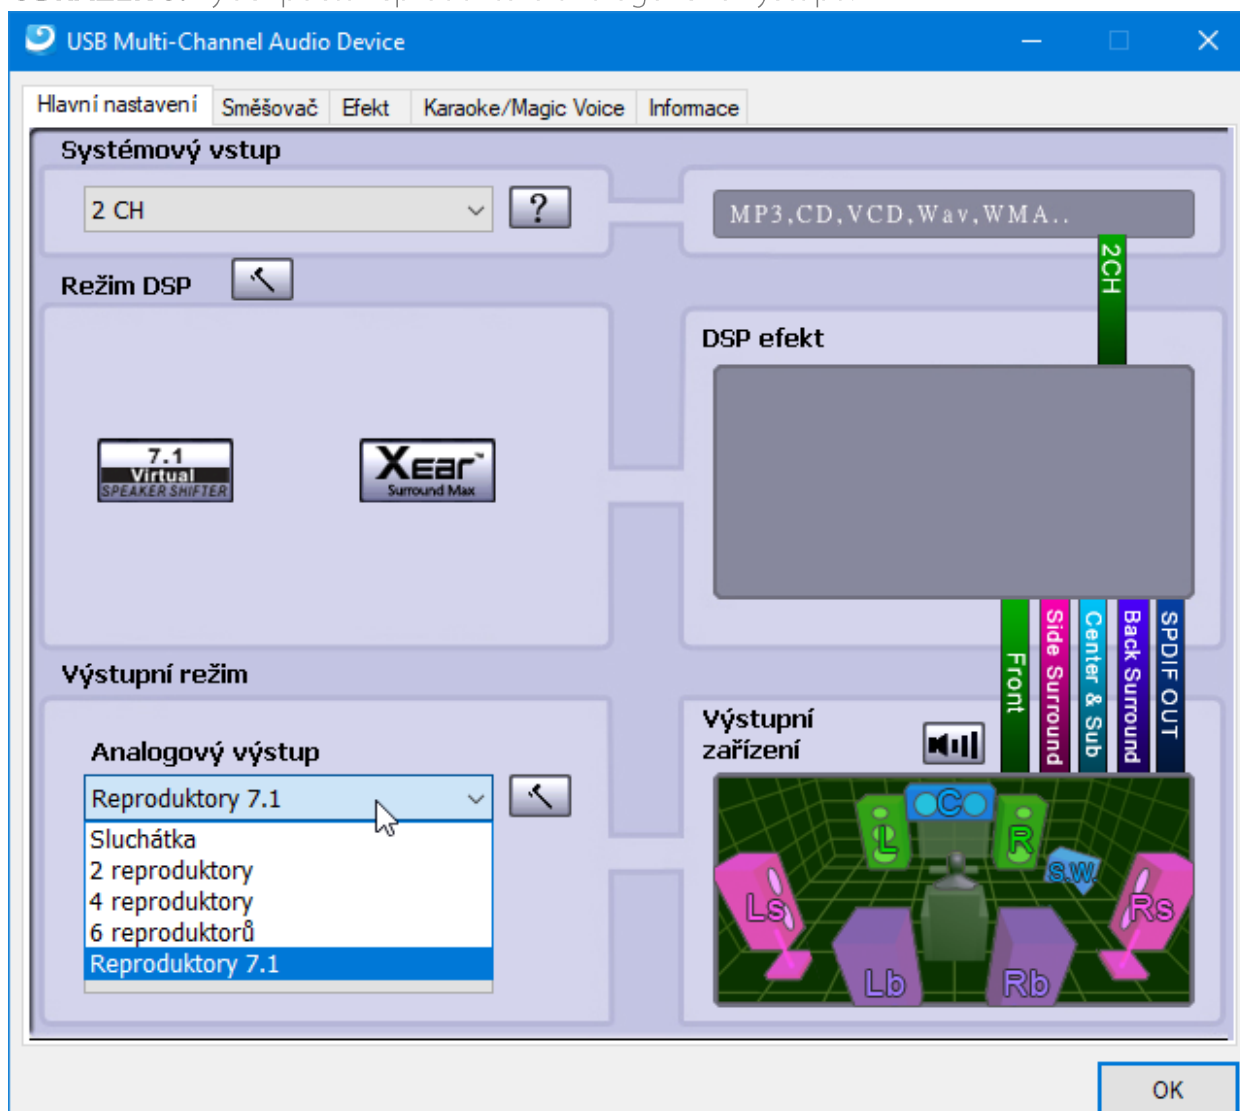 USB Multi-Channel Audio Device
Hlavní nastavení
Směšovač
Efekt
Karaoke/Magic Voice
Informace
Systémový vstup
2 CH
?
MP3,CD,VCD,Wav,WMA..
2CH
Režim DSP
DSP efekt
7.1
Virtual
SPEAKER SHIFTER
Xear™
Surround Max
Front
Side Surround
Center & Sub
Back Surround
SPDIF OUT
Výstupní režim
Analogový výstup
Reproduktory 7.1
Sluchátka
2 reproduktory
4 reproduktory
6 reproduktorů
Reproduktory 7.1
Výstupní
zařízení
L
C
R
S.W.
Ls
Rs
Lb
Rb
OK